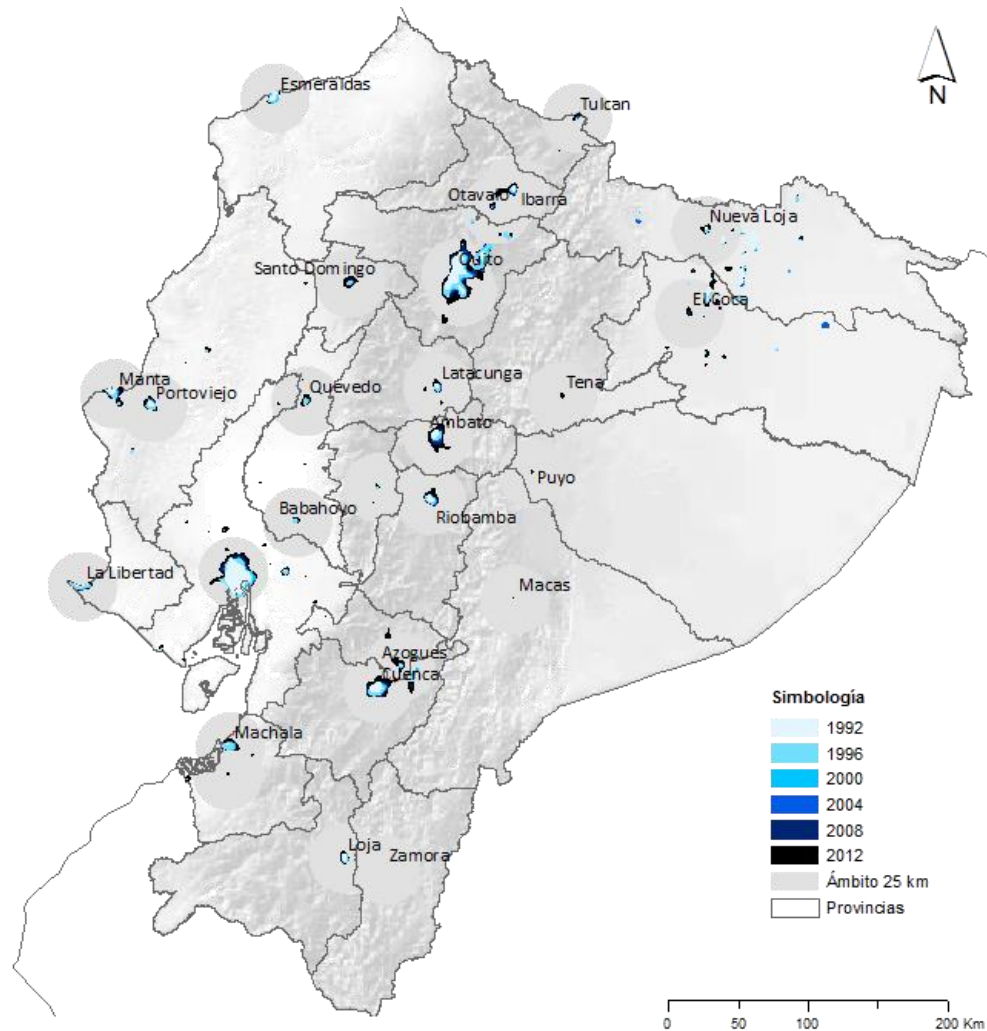 N
Esmeraldas
Tulcan
Otavalo
Ibarra
Nueva Loja
Santo Domingo
El Coca
Manta
Portoviejo
Quevedo
Latacunga
Tena
Ambato
Puyo
Babahoyo
Riobamba
La Libertad
Macas
Azogues
Cuenca
Machala
Loja
Zamora
Simbología
1992
1996
2000
2004
2008
2012
Ámbito 25 km
Provincias
0 50 100 200 Km